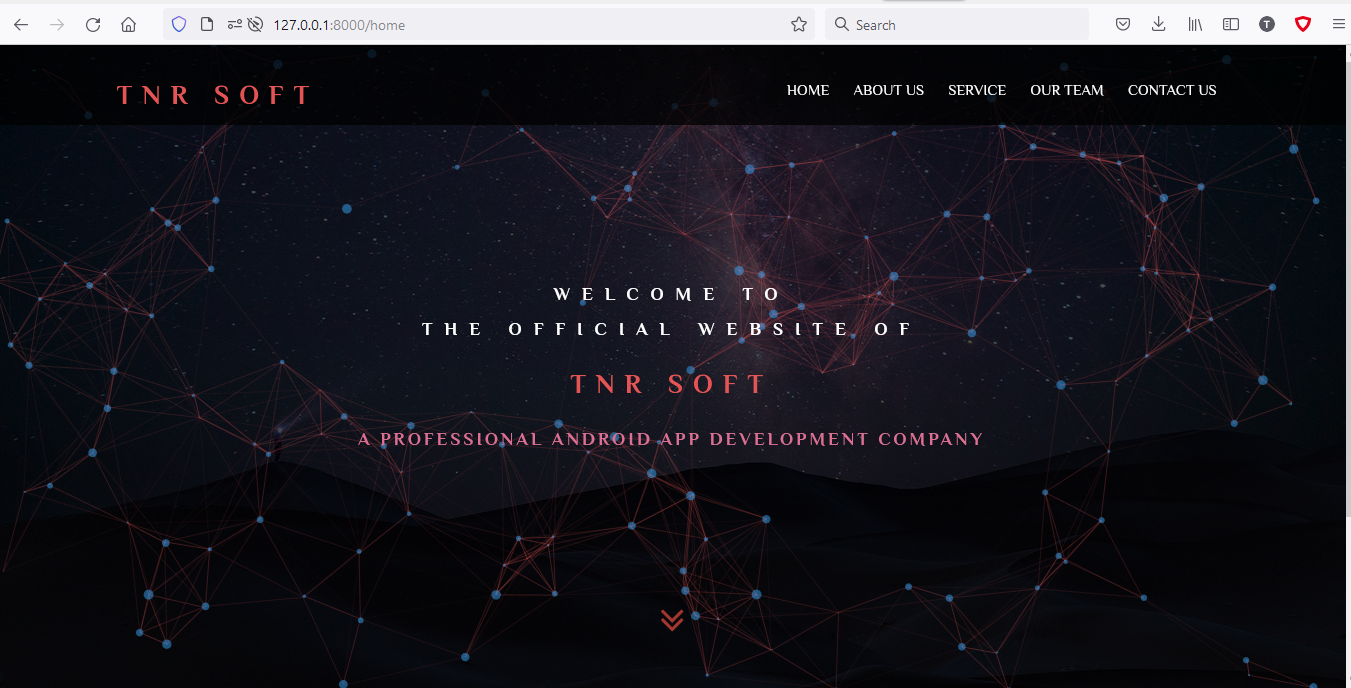 127.0.0.1:8000/home
Search
T
TNR SOFT
HOME ABOUT US SERVICE OUR TEAM CONTACT US
WELCOME TO
THE OFFICIAL WEBSITE OF
TNR SOFT
A PROFESSIONAL ANDROID APP DEVELOPMENT COMPANY